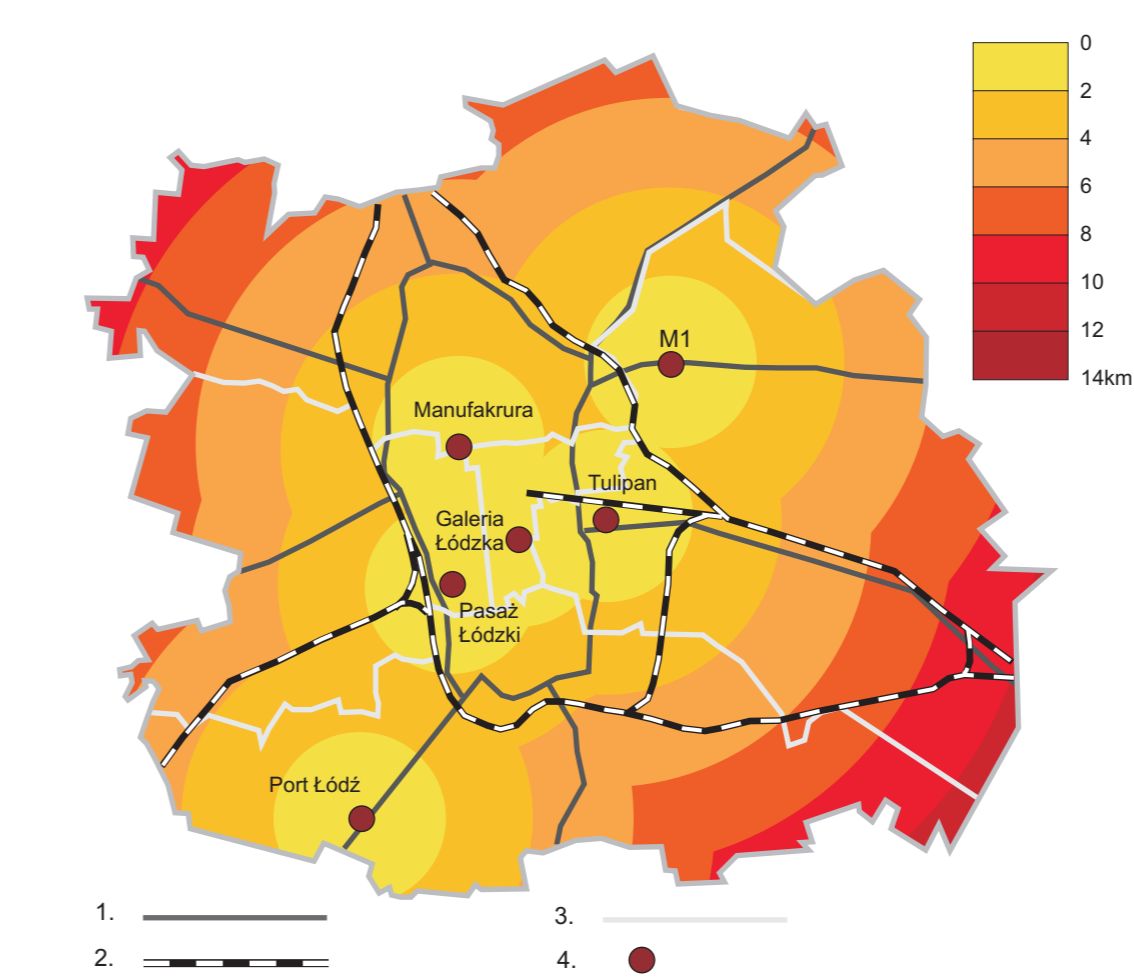 0
2
4
6
8
10
12
14km
M1
Manufakrura
Tulipan
Galeria
Łódzka
Pasaż
Łódzki
Port Łódź
1.
3.
2.
4.